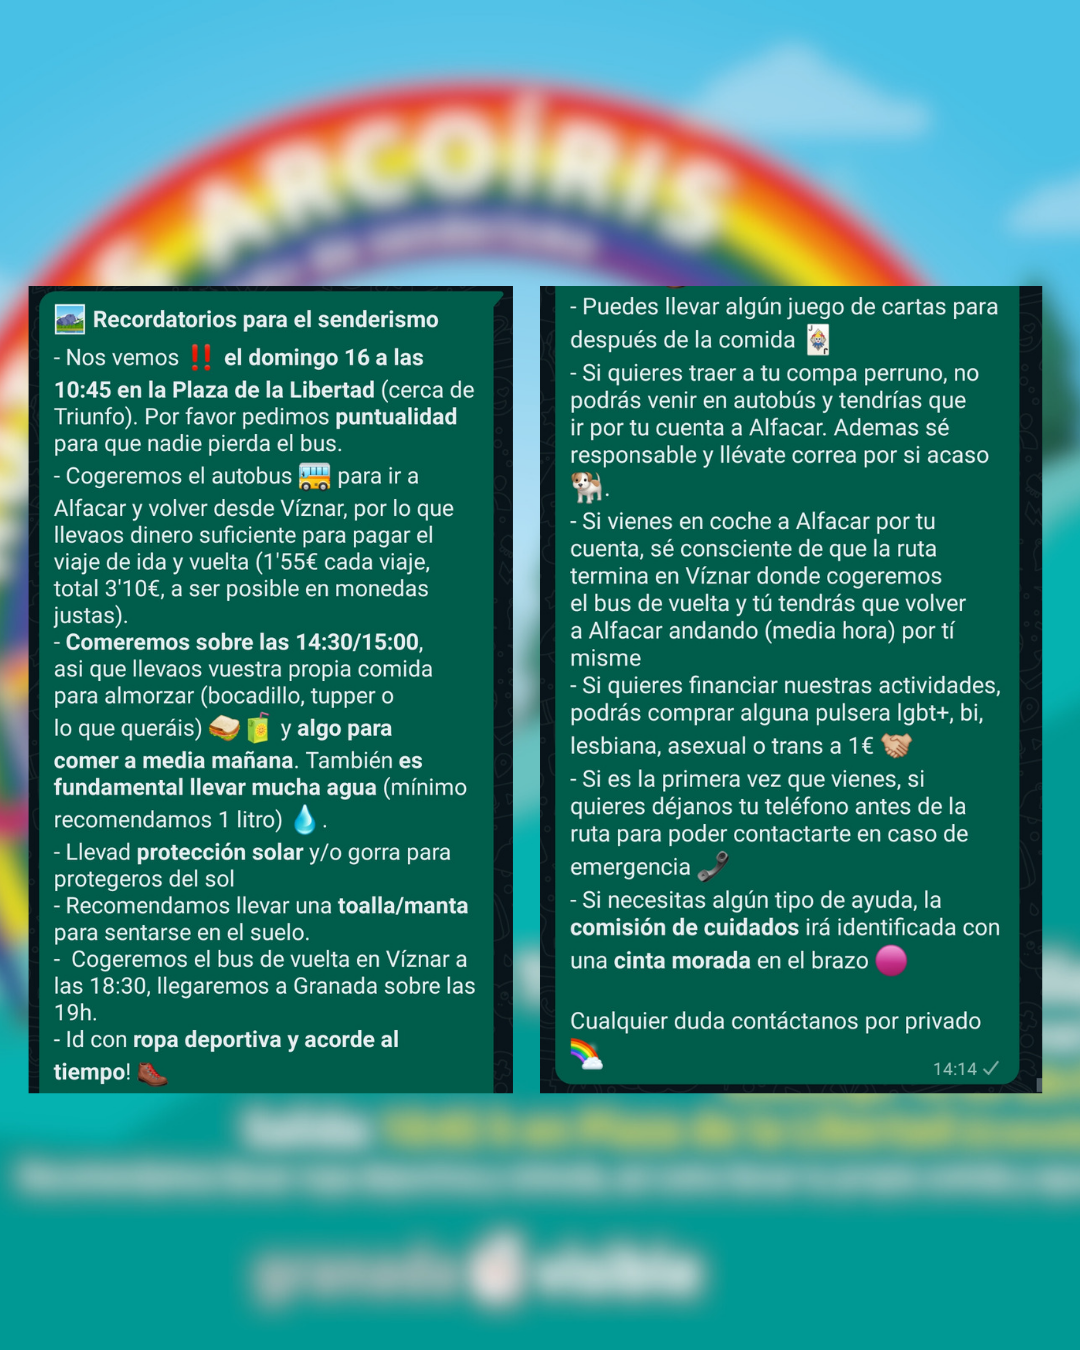 ARCOÍRIS
de senderismo
🏞️ Recordatorios para el senderismo
- Nos vemos ‼️ el domingo 16 a las
10:45 en la Plaza de la Libertad (cerca de
Triunfo). Por favor pedimos puntualidad
para que nadie pierda el bus.
- Cogeremos el autobus 🚌 para ir a
Alfacar y volver desde Víznar, por lo que
llevaos dinero suficiente para pagar el
viaje de ida y vuelta (1'55€ cada viaje,
total 3'10€, a ser posible en monedas
justas).
- Comeremos sobre las 14:30/15:00,
asi que llevaos vuestra propia comida
para almorzar (bocadillo, tupper o
lo que queráis) 🥪🧃 y algo para
comer a media mañana. También es
fundamental llevar mucha agua (mínimo
recomendamos 1 litro) 💧.
- Llevad protección solar y/o gorra para
protegeros del sol
- Recomendamos llevar una toalla/manta
para sentarse en el suelo.
- Cogeremos el bus de vuelta en Víznar a
las 18:30, llegaremos a Granada sobre las
19h.
- Id con ropa deportiva y acorde al
tiempo! 🥾
- Puedes llevar algún juego de cartas para
después de la comida 🃏
- Si quieres traer a tu compa perruno, no
podrás venir en autobús y tendrías que
ir por tu cuenta a Alfacar. Ademas sé
responsable y llévate correa por si acaso
🐶.
- Si vienes en coche a Alfacar por tu
cuenta, sé consciente de que la ruta
termina en Víznar donde cogeremos
el bus de vuelta y tú tendrás que volver
a Alfacar andando (media hora) por tí
misme
- Si quieres financiar nuestras actividades,
podrás comprar alguna pulsera lgbt+, bi,
lesbiana, asexual o trans a 1€ 🤝
- Si es la primera vez que vienes, si
quieres déjanos tu teléfono antes de la
ruta para poder contactarte en caso de
emergencia 📞
- Si necesitas algún tipo de ayuda, la
comisión de cuidados irá identificada con
una cinta morada en el brazo 🟣
Cualquier duda contáctanos por privado
🌈
14:14 ✓
Salida: 10:45 h en Plaza de la Libertad
granada visible